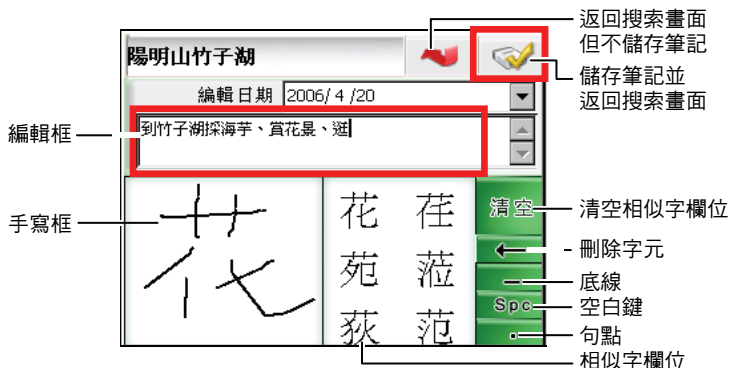 返回搜索畫面
但不儲存筆記
陽明山竹子湖
儲存筆記並
返回搜索畫面
編輯日期 2006/ 4 /20
編輯框
到竹子湖採海芋、賞花景、逛
手寫框
花
花 荏
苑 蒞
荻 范
清空
清空相似字欄位
刪除字元
底線
Spc
空白鍵
句點
相似字欄位